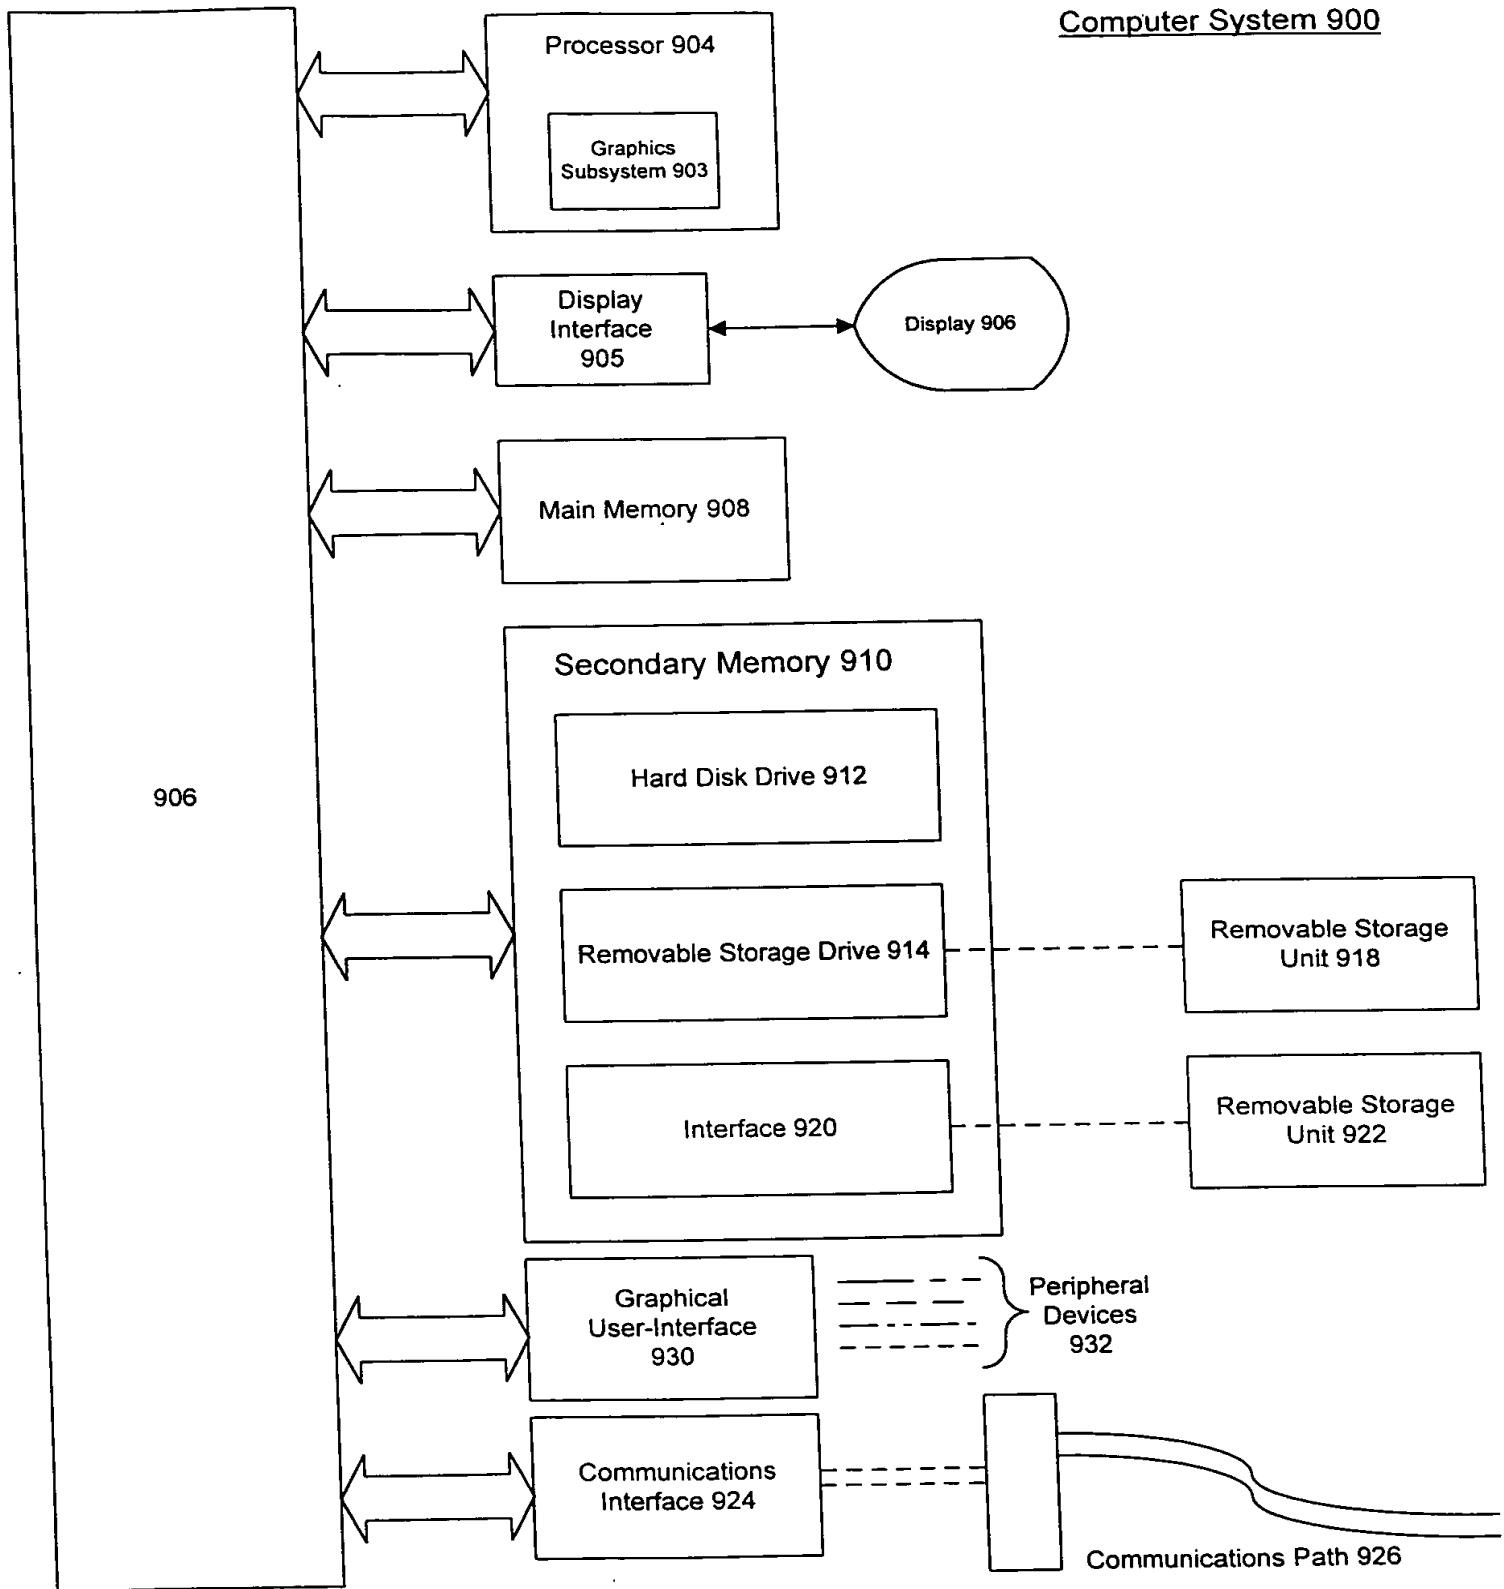 Computer System 900
Processor 904
Graphics
Subsystem 903
Display
Interface
905
Display 906
Main Memory 908
Secondary Memory 910
Hard Disk Drive 912
906
Removable Storage Drive 914
Removable Storage
Unit 918
Interface 920
Removable Storage
Unit 922
Graphical
User-Interface
930
Peripheral
Devices
932
Communications
Interface 924
Communications Path 926